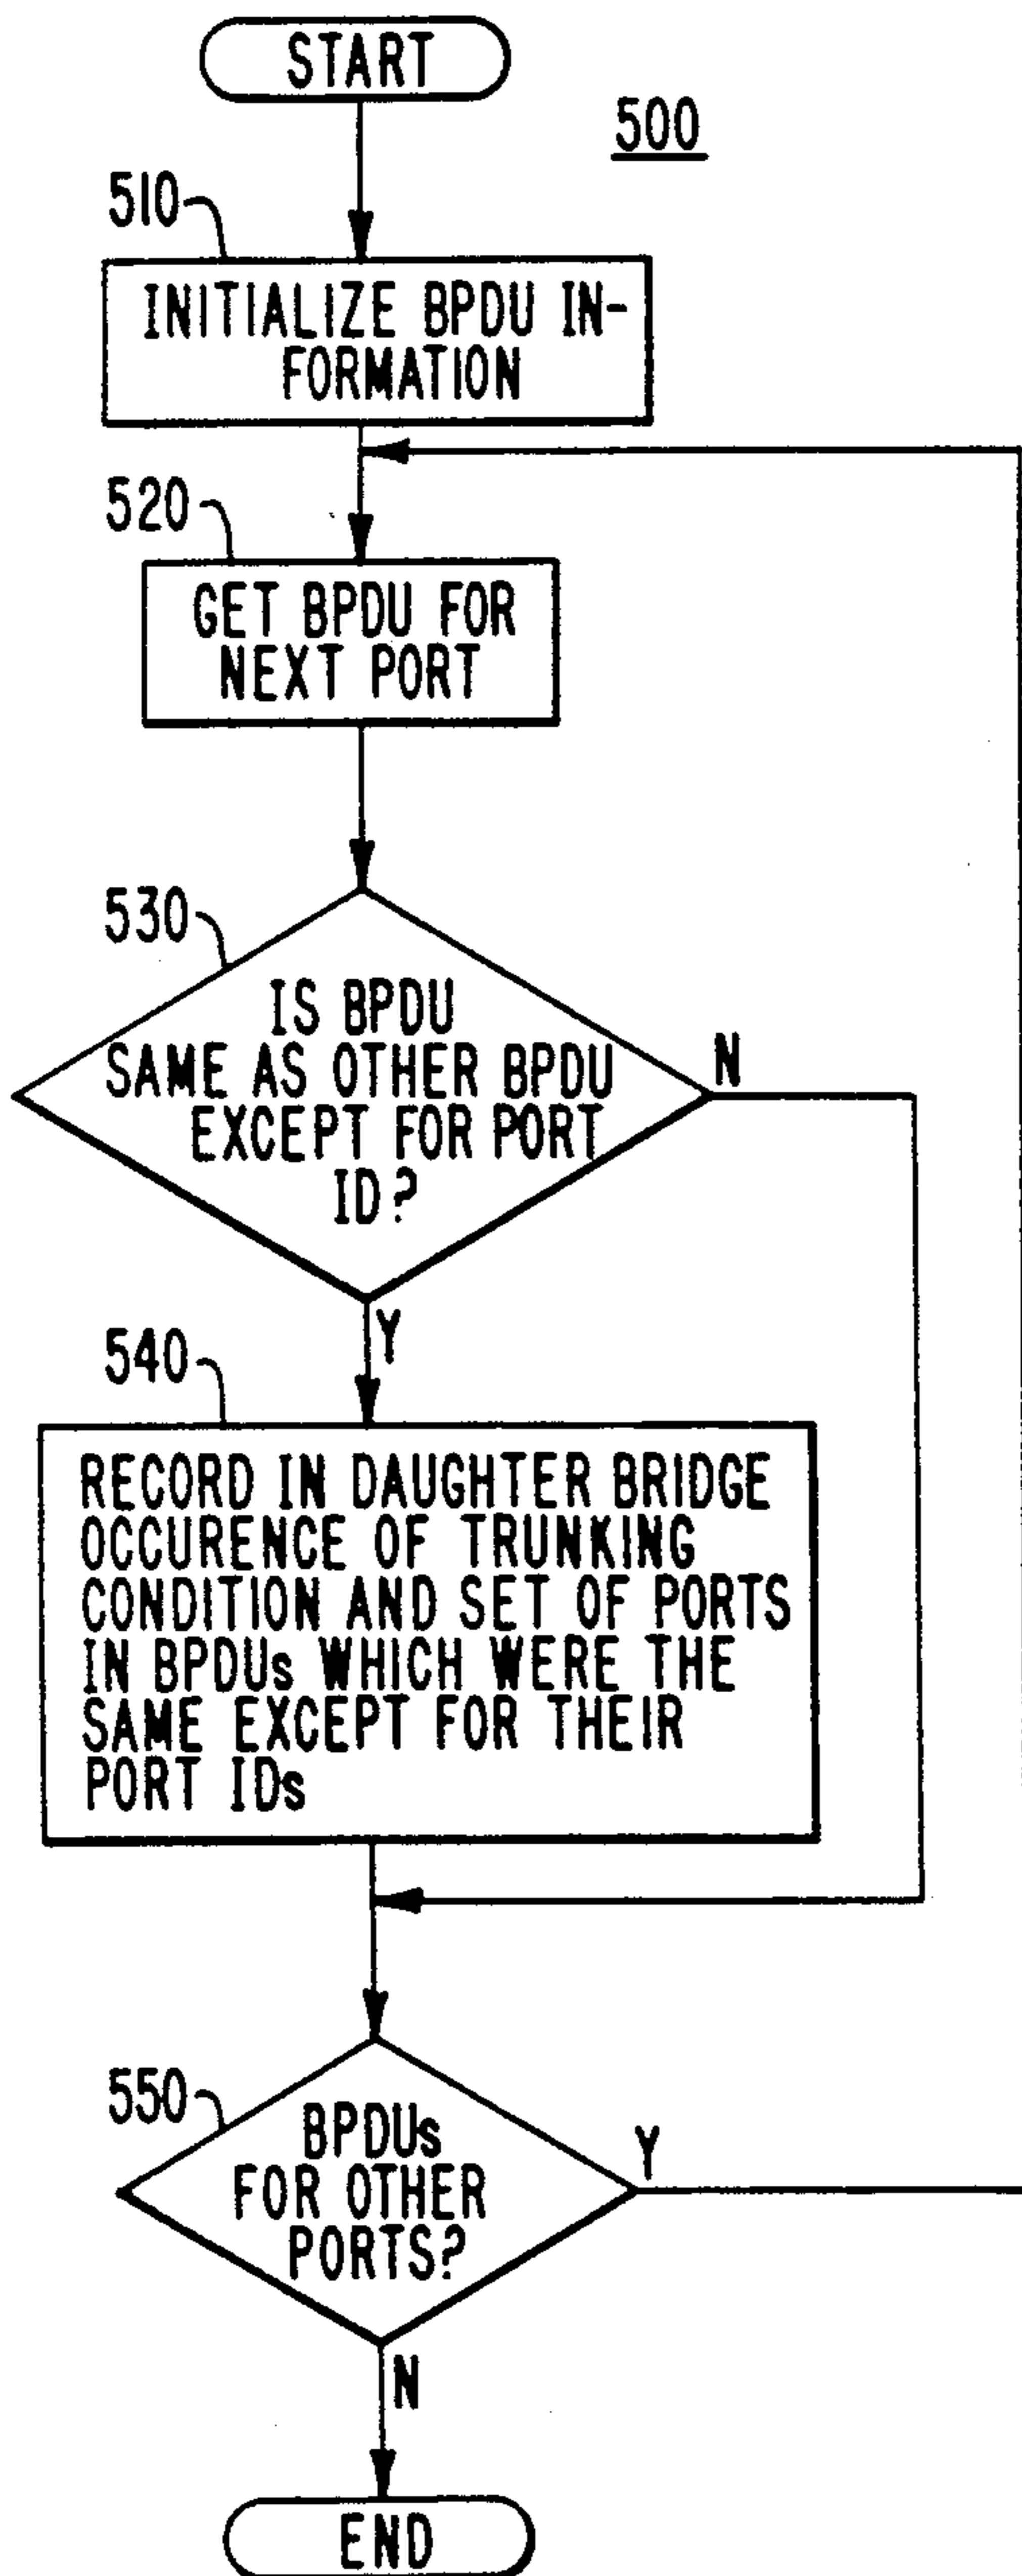 START
500
510
INITIALIZE BPDU IN-
FORMATION
520
GET BPDU FOR
NEXT PORT
530
IS BPDU
SAME AS OTHER BPDU
EXCEPT FOR PORT
ID?
N
Y
540
RECORD IN DAUGHTER BRIDGE
OCCURENCE OF TRUNKING
CONDITION AND SET OF PORTS
IN BPDUs WHICH WERE THE
SAME EXCEPT FOR THEIR
PORT IDs
550
BPDUs
FOR OTHER
PORTS?
Y
N
END